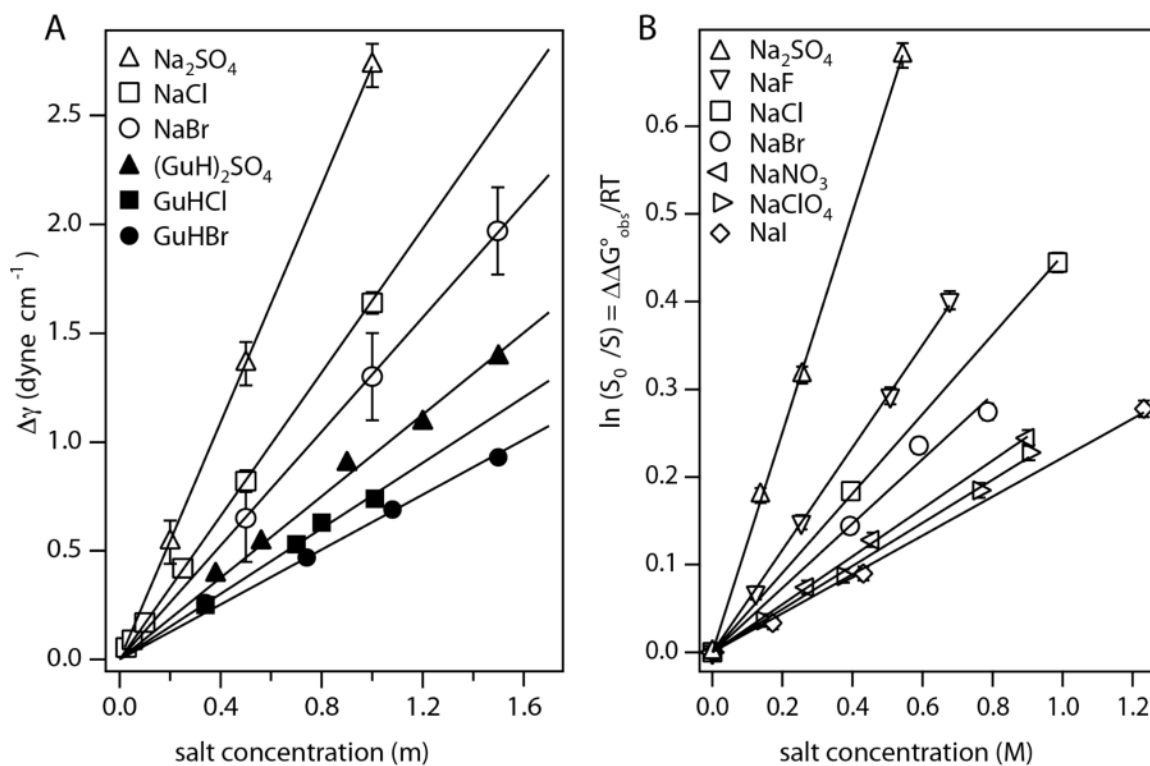 A
Na₂SO₄
NaCl
NaBr
(GuH)₂SO₄
GuHCl
GuHBr
Δγ (dyne cm⁻¹)
2.5
2.0
1.5
1.0
0.5
0.0
0.0 0.4 0.8 1.2 1.6
salt concentration (m)
B
Na₂SO₄
NaF
NaCl
NaBr
NaNO₃
NaClO₄
NaI
ln (S₀ /S) = ΔΔG°obs/RT
0.6
0.5
0.4
0.3
0.2
0.1
0.0
0.0 0.2 0.4 0.6 0.8 1.0 1.2
salt concentration (M)